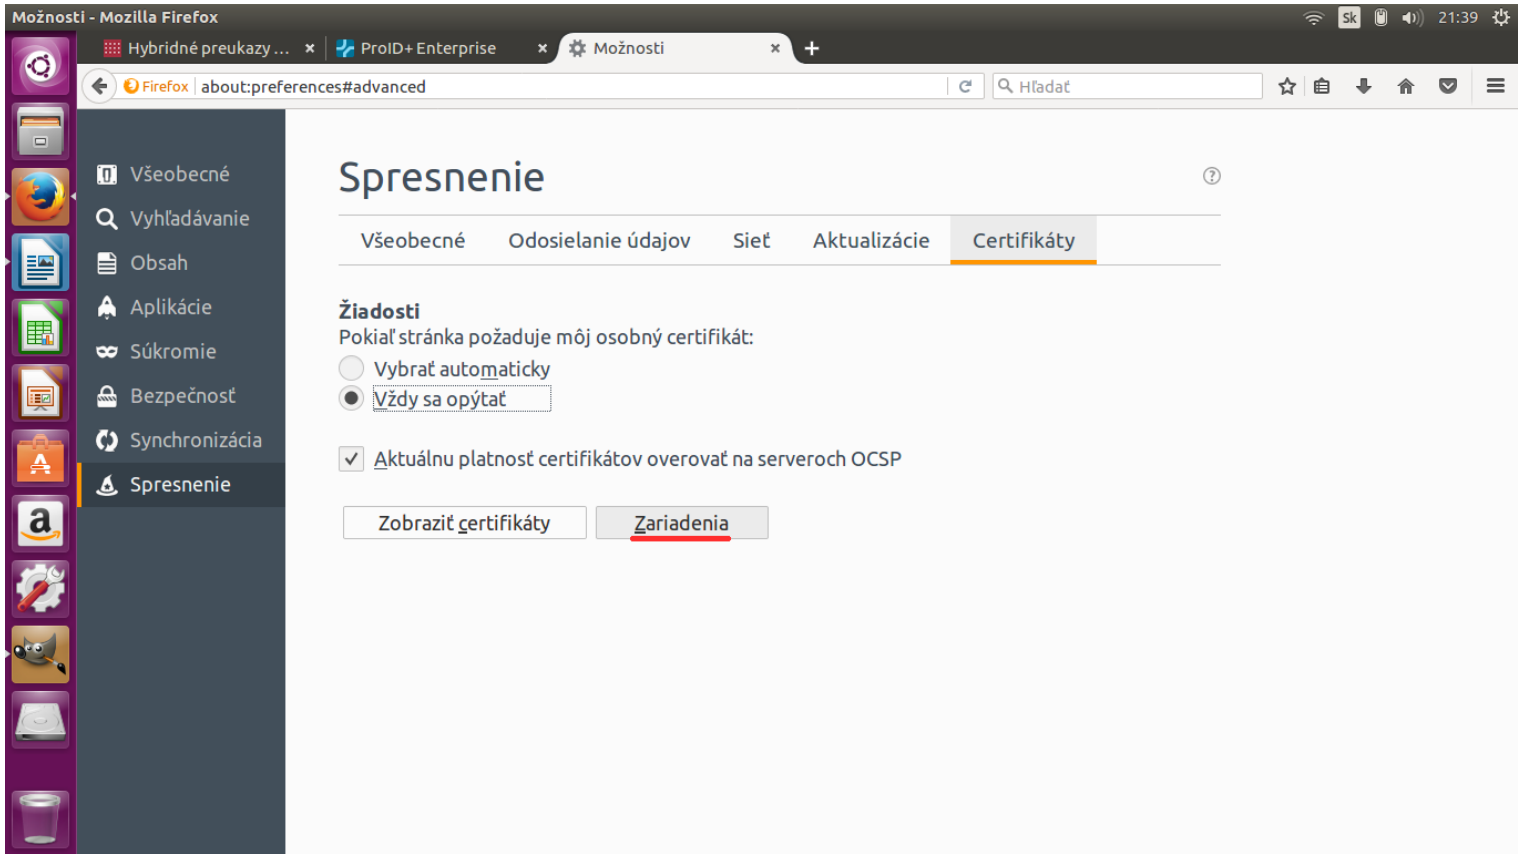 Možnosti - Mozilla Firefox
Sk
21:39
Hybridné preukazy ...
ProID+ Enterprise
Možnosti
Firefox
about:preferences#advanced
Hľadať
Všeobecné
Vyhľadávanie
Obsah
Aplikácie
Súkromie
Bezpečnosť
Synchronizácia
Spresnenie
Spresnenie
Všeobecné
Odosielanie údajov
Sieť
Aktualizácie
Certifikáty
Žiadosti
Pokiaľ stránka požaduje môj osobný certifikát:
Vybrať automaticky
Vždy sa opýtať
Aktuálnu platnosť certifikátov overovať na serveroch OCSP
Zobraziť certifikáty
Zariadenia